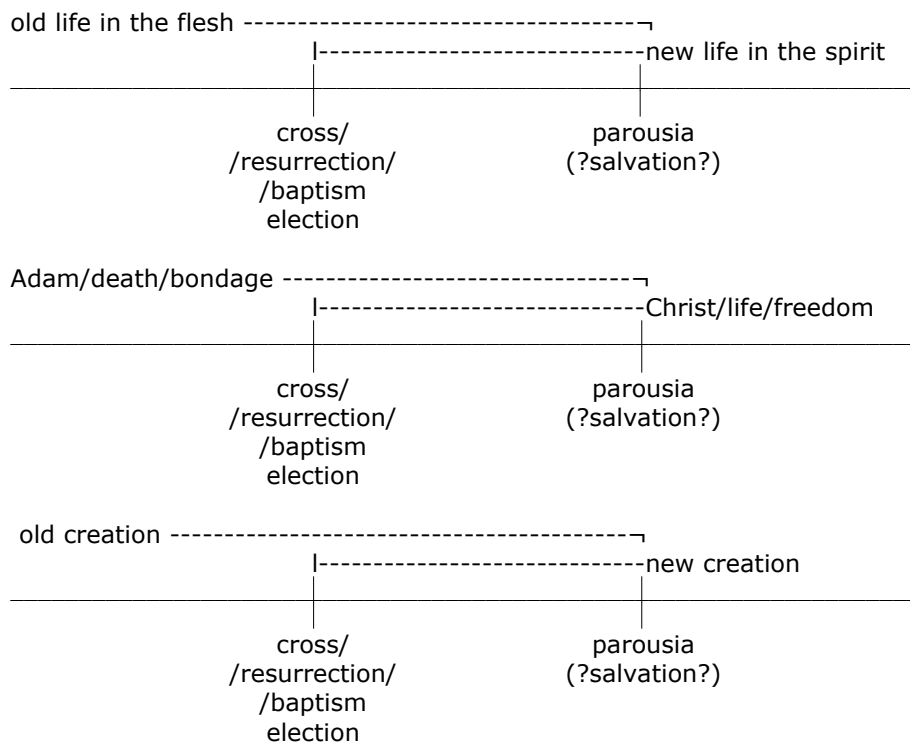 old life in the flesh
new life in the spirit
cross/ parousia
/resurrection/ (?salvation?)
/baptism
election
Adam/death/bondage
Christ/life/freedom
cross/ parousia
/resurrection/ (?salvation?)
/baptism
election
old creation
new creation
cross/ parousia
/resurrection/ (?salvation?)
/baptism
election